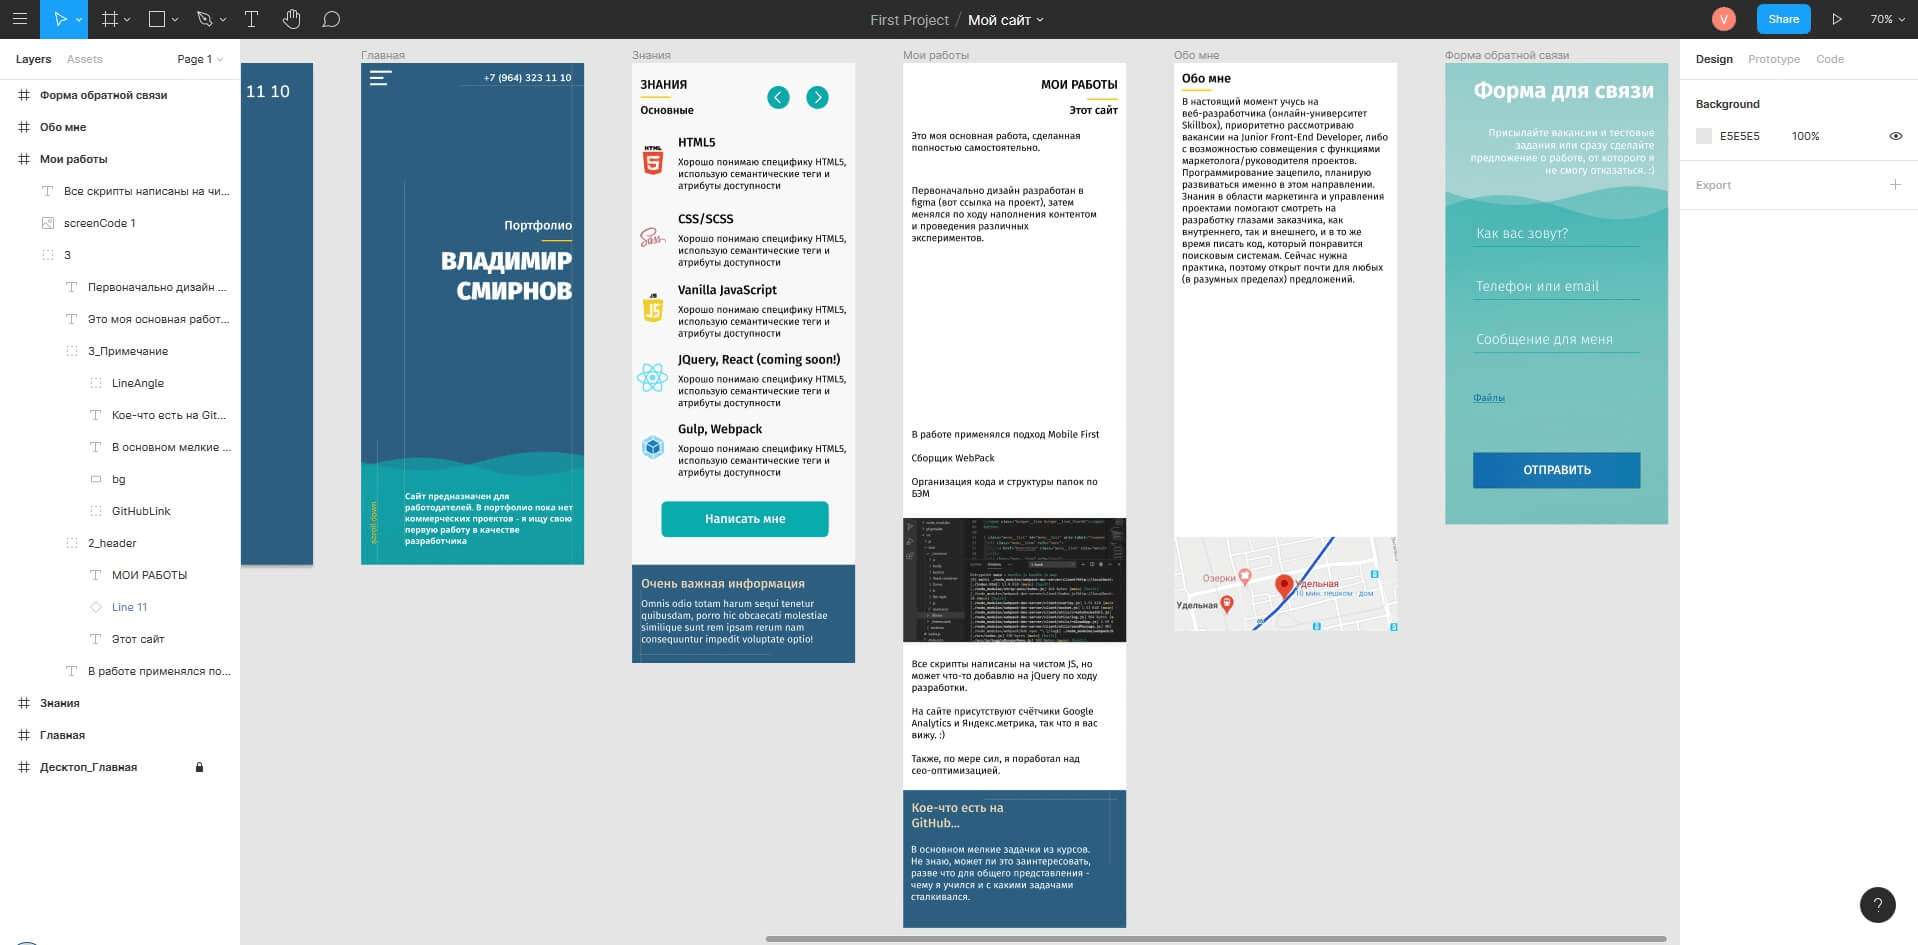 First Project / Мой сайт
V
Share
70%
Layers
Assets
Page 1
Форма обратной связи
Обо мне
Мои работы
Все скрипты написаны на чи...
screenCode 1
3
Первоначально дизайн ...
Это моя основная работ...
3_Примечание
LineAngle
Кое-что есть на Git...
В основном мелкие ...
bg
GitHubLink
2_header
МОИ РАБОТЫ
Line 11
Этот сайт
В работе применялся по...
Знания
Главная
Десктоп_Главная
11 10
Главная
+7 (964) 323 11 10
Портфолио
ВЛАДИМИР
СМИРНОВ
scroll down
Сайт предназначен для
работодателей. В портфолио пока нет
коммерческих проектов - я ищу свою
первую работу в качестве
разработчика
Знания
ЗНАНИЯ
Основные
HTML
5
HTML5
Хорошо понимаю специфику HTML5,
использую семантические теги и
атрибуты доступности
Sass
CSS/SCSS
Хорошо понимаю специфику HTML5,
использую семантические теги и
атрибуты доступности
JS
Vanilla JavaScript
Хорошо понимаю специфику HTML5,
использую семантические теги и
атрибуты доступности
JQuery, React (coming soon!)
Хорошо понимаю специфику HTML5,
использую семантические теги и
атрибуты доступности
Gulp, Webpack
Хорошо понимаю специфику HTML5,
использую семантические теги и
атрибуты доступности
Написать мне
Очень важная информация
Omnis odio totam harum sequi tenetur
quibusdam, porro hic obcaecati molestiae
similique sunt rem ipsam rerum nam
consequuntur impedit voluptate optio!
Мои работы
МОИ РАБОТЫ
Этот сайт
Это моя основная работа, сделанная
полностью самостоятельно.
Первоначально дизайн разработан в
figma (вот ссылка на проект), затем
менялся по ходу наполнения контентом
и проведения различных
экспериментов.
В работе применялся подход Mobile First
Сборщик WebPack
Организация кода и структуры папок по
БЭМ
Все скрипты написаны на чистом JS, но
может что-то добавлю на jQuery по ходу
разработки.
На сайте присутствуют счётчики Google
Analytics и Яндекс.метрика, так что я вас
вижу. :)
Также, по мере сил, я поработал над
сео-оптимизацией.
Кое-что есть на
GitHub...
В основном мелкие задачки из курсов.
Не знаю, может ли это заинтересовать,
разве что для общего представления -
чему я учился и с какими задачами
сталкивался.
Обо мне
Обо мне
В настоящий момент учусь на
веб-разработчика (онлайн-университет
Skillbox), приоритетно рассматриваю
вакансии на Junior Front-End Developer, либо
с возможностью совмещения с функциями
маркетолога/руководителя проектов.
Программирование зацепило, планирую
развиваться именно в этом направлении.
Знания в области маркетинга и управления
проектами помогают смотреть на
разработку глазами заказчика, как
внутреннего, так и внешнего, и в то же
время писать код, который понравится
поисковым системам. Сейчас нужна
практика, поэтому открыт почти для любых
(в разумных пределах) предложений.
Озерки
Удельная
10 мин. пешком · дом
Удельная
Форма обратной связи
Форма для связи
Присылайте вакансии и тестовые
задания или сразу сделайте
предложение о работе, от которого я
не смогу отказаться. :)
Как вас зовут?
Телефон или email
Сообщение для меня
Файлы
ОТПРАВИТЬ
Design
Prototype
Code
Background
E5E5E5
100%
Export
?